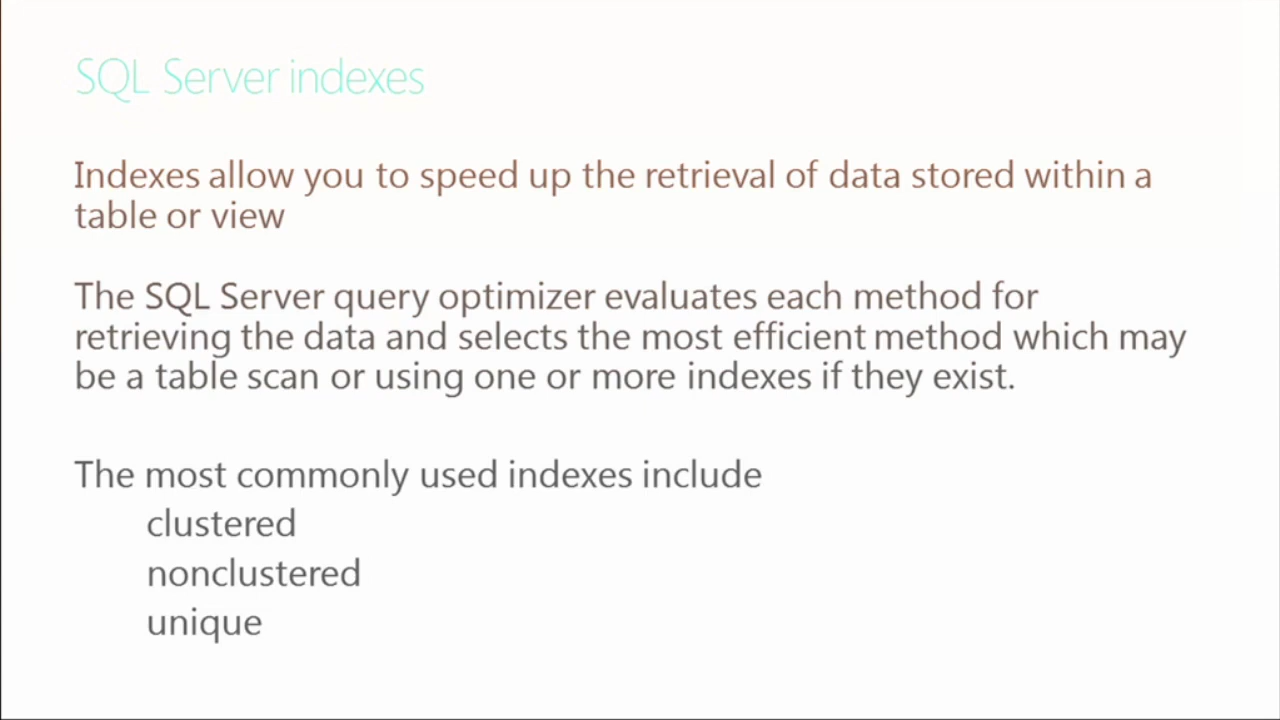 SQL Server indexes
Indexes allow you to speed up the retrieval of data stored within a
table or view
The SQL Server query optimizer evaluates each method for
retrieving the data and selects the most efficient method which may
be a table scan or using one or more indexes if they exist.
The most commonly used indexes include
clustered
nonclustered
unique